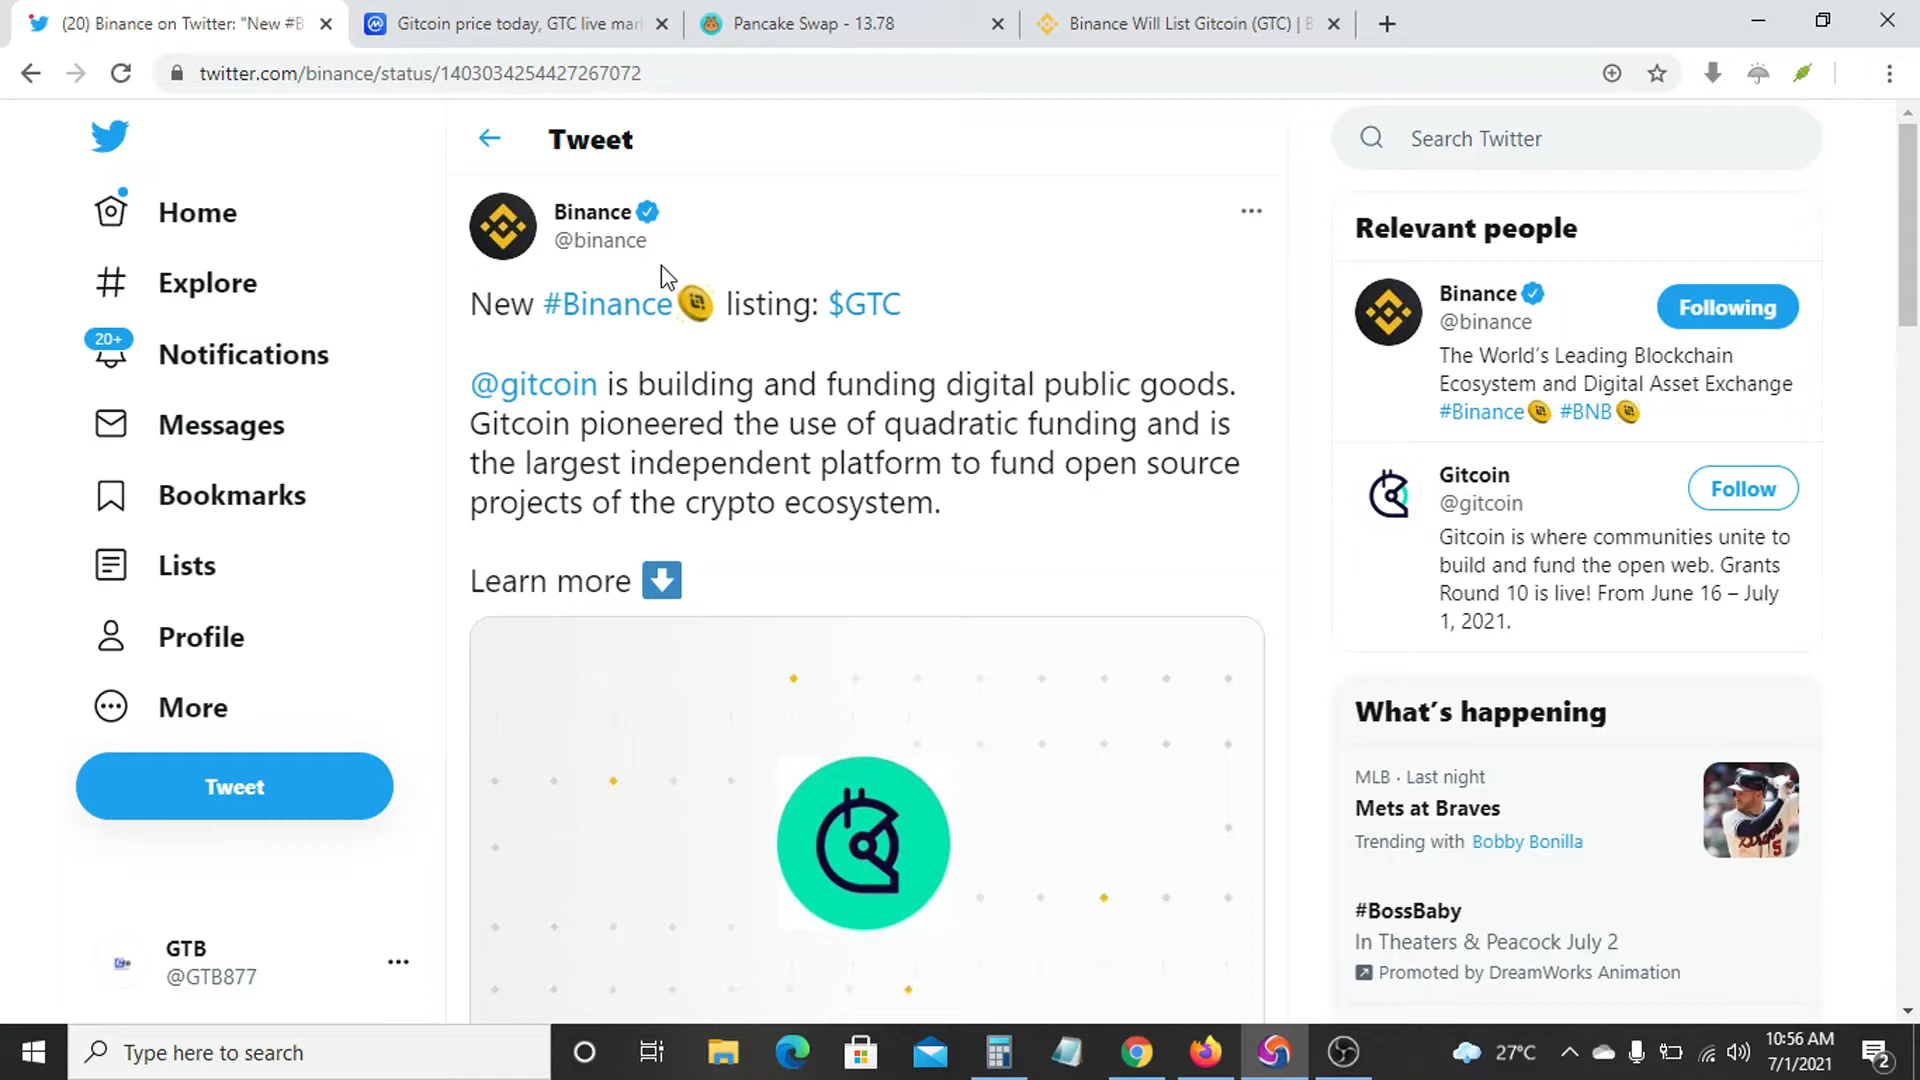 (20) Binance on Twitter: "New #B
Gitcoin price today, GTC live mar
Pancake Swap - 13.78
Binance Will List Gitcoin (GTC) | B
twitter.com/binance/status/1403034254427267072
Home
Explore
20+
Notifications
Messages
Bookmarks
Lists
Profile
More
Tweet
GTB
@GTB877
Tweet
Binance
@binance
New #Binance listing: $GTC
@gitcoin is building and funding digital public goods.
Gitcoin pioneered the use of quadratic funding and is
the largest independent platform to fund open source
projects of the crypto ecosystem.
Learn more
Search Twitter
Relevant people
Binance
@binance
Following
The World's Leading Blockchain
Ecosystem and Digital Asset Exchange
#Binance #BNB
Gitcoin
@gitcoin
Follow
Gitcoin is where communities unite to
build and fund the open web. Grants
Round 10 is live! From June 16 – July
1, 2021.
What's happening
MLB · Last night
Mets at Braves
Trending with Bobby Bonilla
#BossBaby
In Theaters & Peacock July 2
Promoted by DreamWorks Animation
Type here to search
27°C
10:56 AM
7/1/2021
2